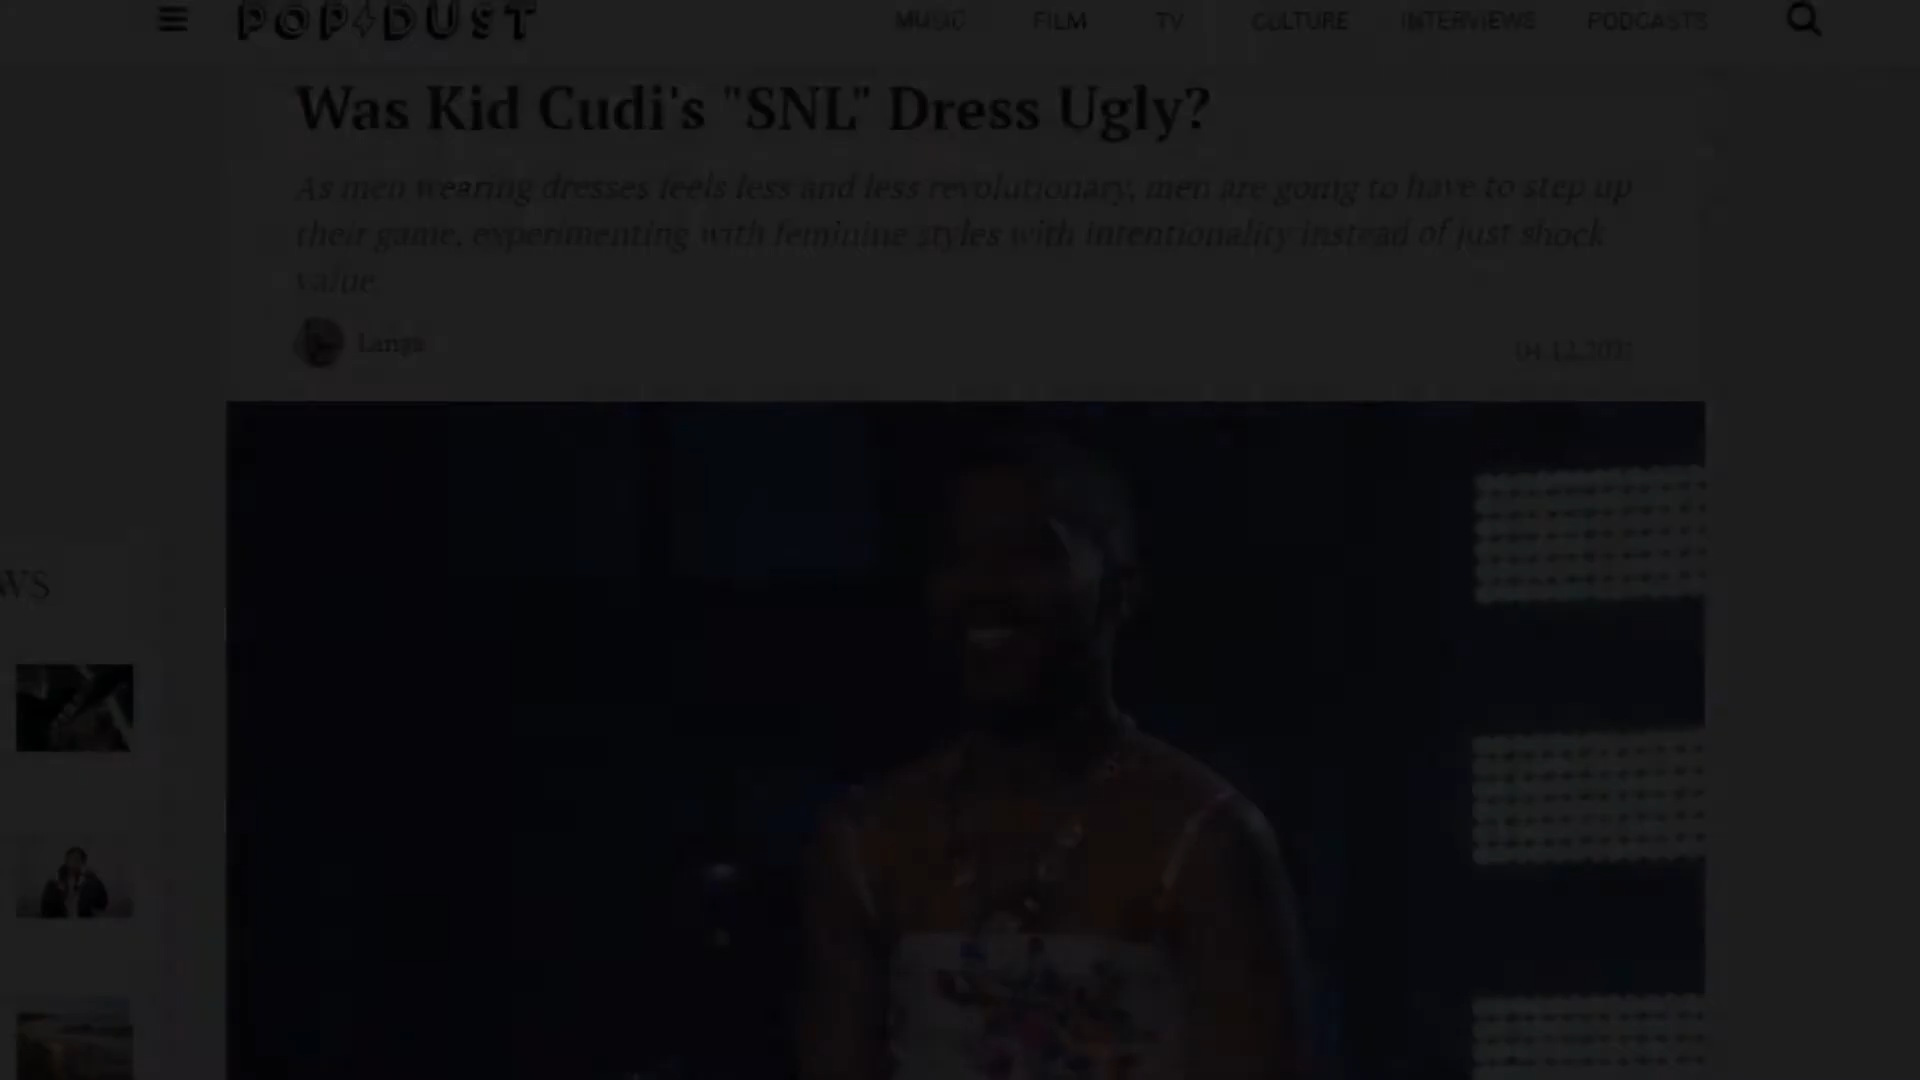 POPDUST
MUSIC FILM TV CULTURE INTERVIEWS PODCASTS
Was Kid Cudi's "SNL" Dress Ugly?
As men wearing dresses feels less and less revolutionary, men are going to have to step up
their game, experimenting with feminine styles with intentionality instead of just shock
value.
Langa
WS